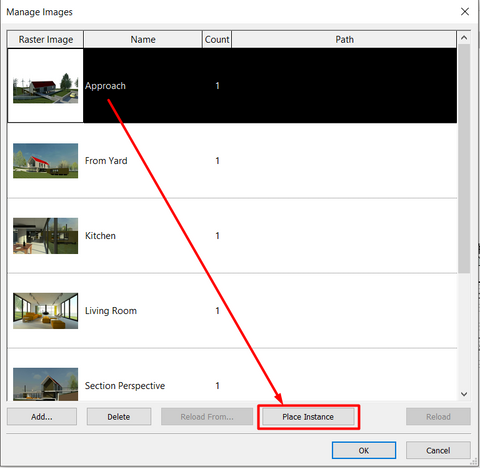 Manage Images
Raster Image Name Count Path
Approach 1
From Yard 1
Kitchen 1
Living Room 1
Section Perspective 1
Add... Delete Reload From... Place Instance Reload
OK Cancel